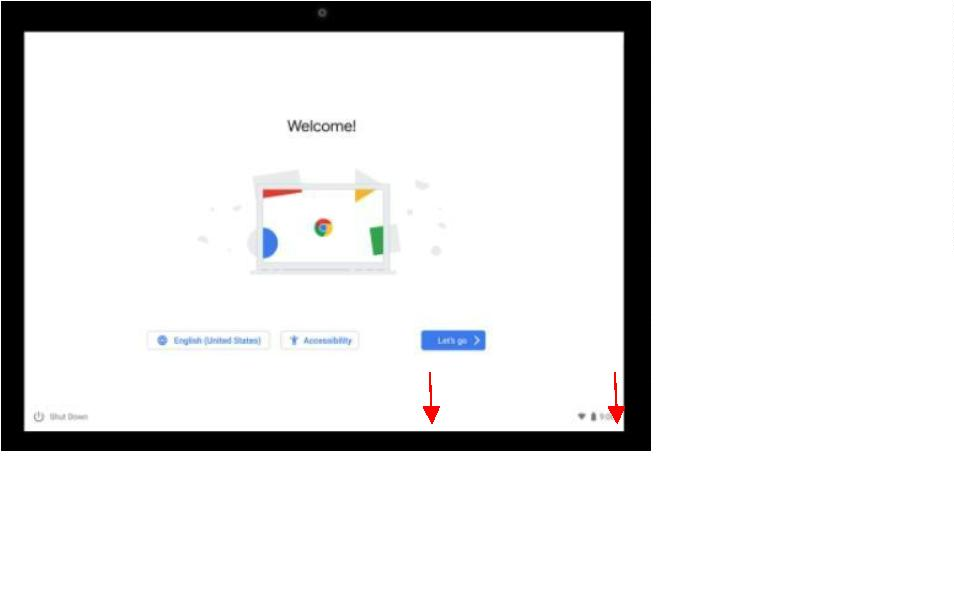 Welcome!
English (United States)
Accessibility
Let's go
Shut Down